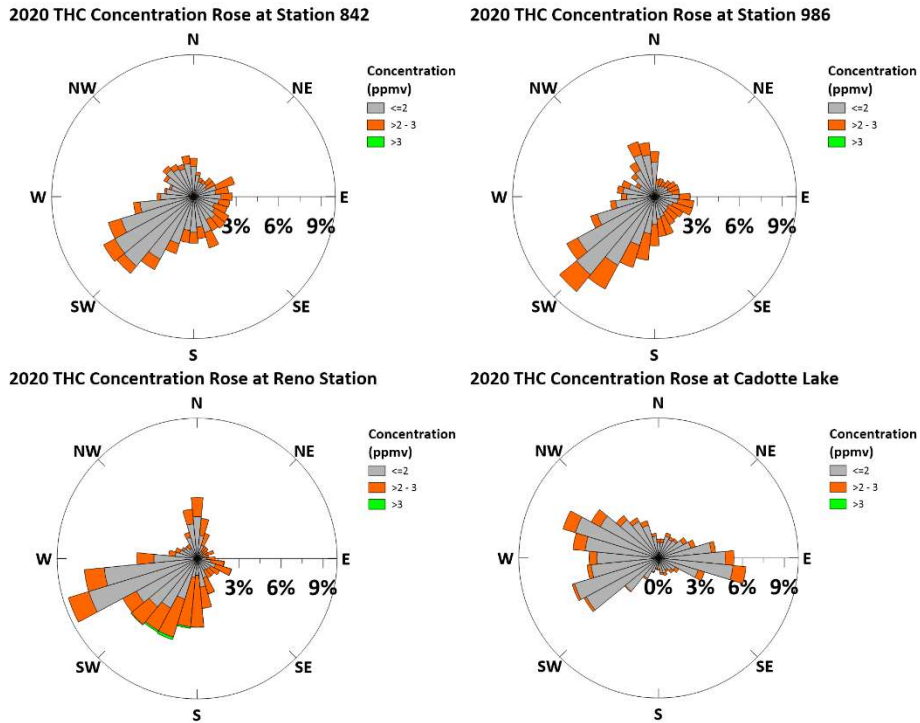 2020 THC Concentration Rose at Station 842
N
NW
NE
W
E
3% 6% 9%
SW
SE
S
Concentration
(ppmv)
<=2
>2 - 3
>3
2020 THC Concentration Rose at Station 986
N
NW
NE
W
E
3% 6% 9%
SW
SE
S
Concentration
(ppmv)
<=2
>2 - 3
>3
2020 THC Concentration Rose at Reno Station
N
NW
NE
W
E
3% 6% 9%
SW
SE
S
Concentration
(ppmv)
<=2
>2 - 3
>3
2020 THC Concentration Rose at Cadotte Lake
N
NW
NE
W
E
0% 3% 6% 9%
SW
SE
S
Concentration
(ppmv)
<=2
>2 - 3
>3